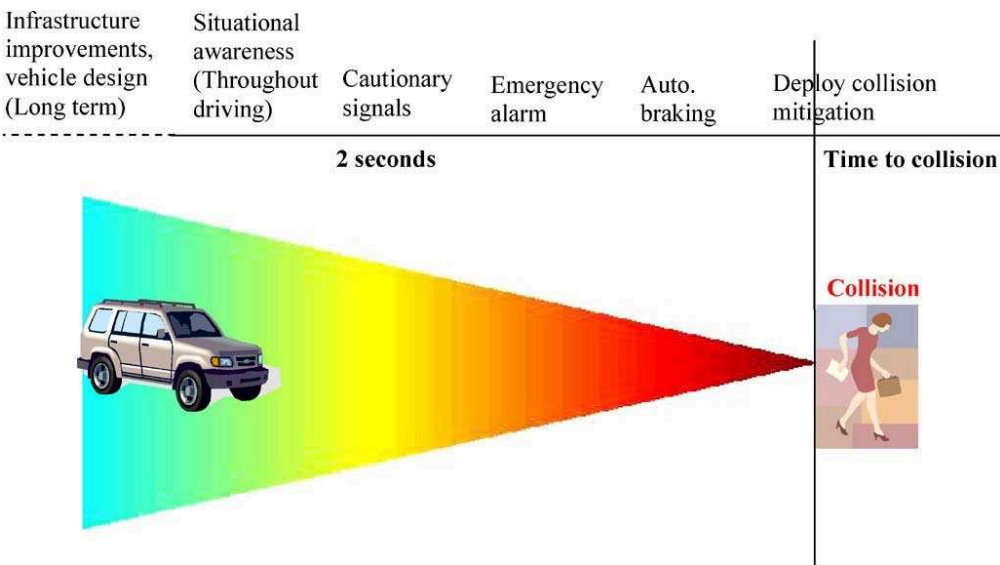 Infrastructure
improvements,
vehicle design
(Long term)
Situational
awareness
(Throughout
driving)
Cautionary
signals
Emergency
alarm
Auto.
braking
Deploy collision
mitigation
2 seconds
Time to collision
Collision